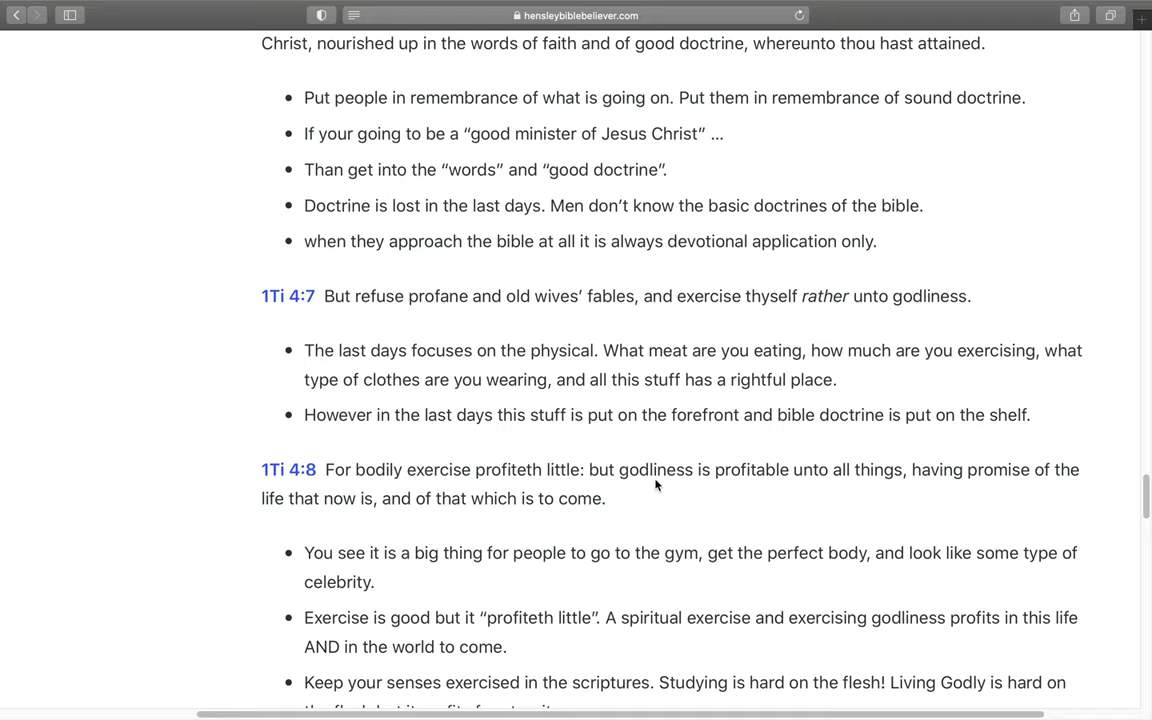 hensleybiblebeliever.com
Christ, nourished up in the words of faith and of good doctrine, whereunto thou hast attained.
• Put people in remembrance of what is going on. Put them in remembrance of sound doctrine.
• If your going to be a “good minister of Jesus Christ” ...
• Than get into the “words” and “good doctrine”.
• Doctrine is lost in the last days. Men don’t know the basic doctrines of the bible.
• when they approach the bible at all it is always devotional application only.
1Ti 4:7 But refuse profane and old wives’ fables, and exercise thyself rather unto godliness.
• The last days focuses on the physical. What meat are you eating, how much are you exercising, what
type of clothes are you wearing, and all this stuff has a rightful place.
• However in the last days this stuff is put on the forefront and bible doctrine is put on the shelf.
1Ti 4:8 For bodily exercise profiteth little: but godliness is profitable unto all things, having promise of the
life that now is, and of that which is to come.
• You see it is a big thing for people to go to the gym, get the perfect body, and look like some type of
celebrity.
• Exercise is good but it “profiteth little”. A spiritual exercise and exercising godliness profits in this life
AND in the world to come.
• Keep your senses exercised in the scriptures. Studying is hard on the flesh! Living Godly is hard on